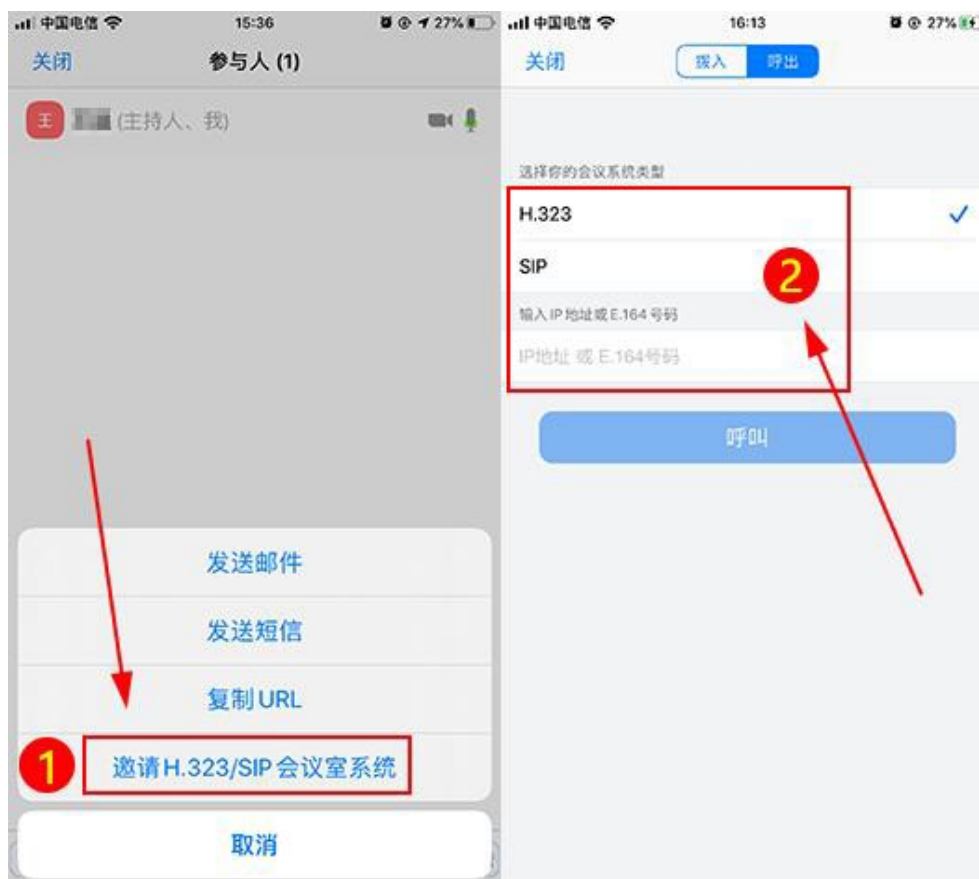 中国电信 15:36 27%
关闭 参与人 (1)
王 (主持人、我)
发送邮件
发送短信
复制URL
1 邀请H.323/SIP会议室系统
取消
中国电信 16:13 27%
关闭 拨入 呼出
选择你的会议系统类型
H.323
SIP
2
输入IP地址或E.164号码
IP地址 或 E.164号码
呼叫